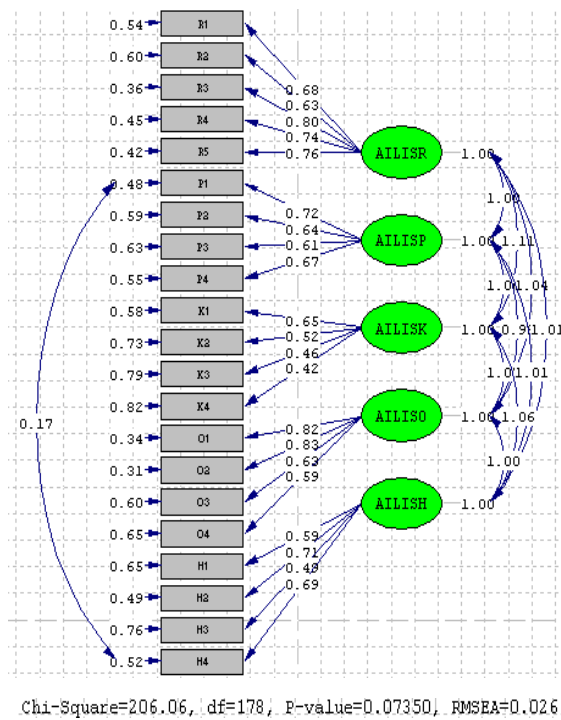 0.54 R1
0.60 R2
0.36 R3
0.45 R4
0.42 R5
0.48 P1
0.59 P2
0.63 P3
0.55 P4
0.58 K1
0.73 K2
0.79 K3
0.82 K4
0.34 O1
0.31 O2
0.60 O3
0.65 O4
0.65 H1
0.49 H2
0.76 H3
0.52 H4
0.17
0.68
0.63
0.80
0.74
0.76
0.72
0.64
0.61
0.67
0.65
0.52
0.46
0.42
0.82
0.83
0.63
0.59
0.59
0.71
0.49
0.69
AILISR 1.00
AILISP 1.00 1.11
AILISK 1.00 1.01
AILISO 1.00 1.06
1.00
AILISH 1.00
Chi-Square=206.06, df=178, P-value=0.07350, RMSEA=0.026